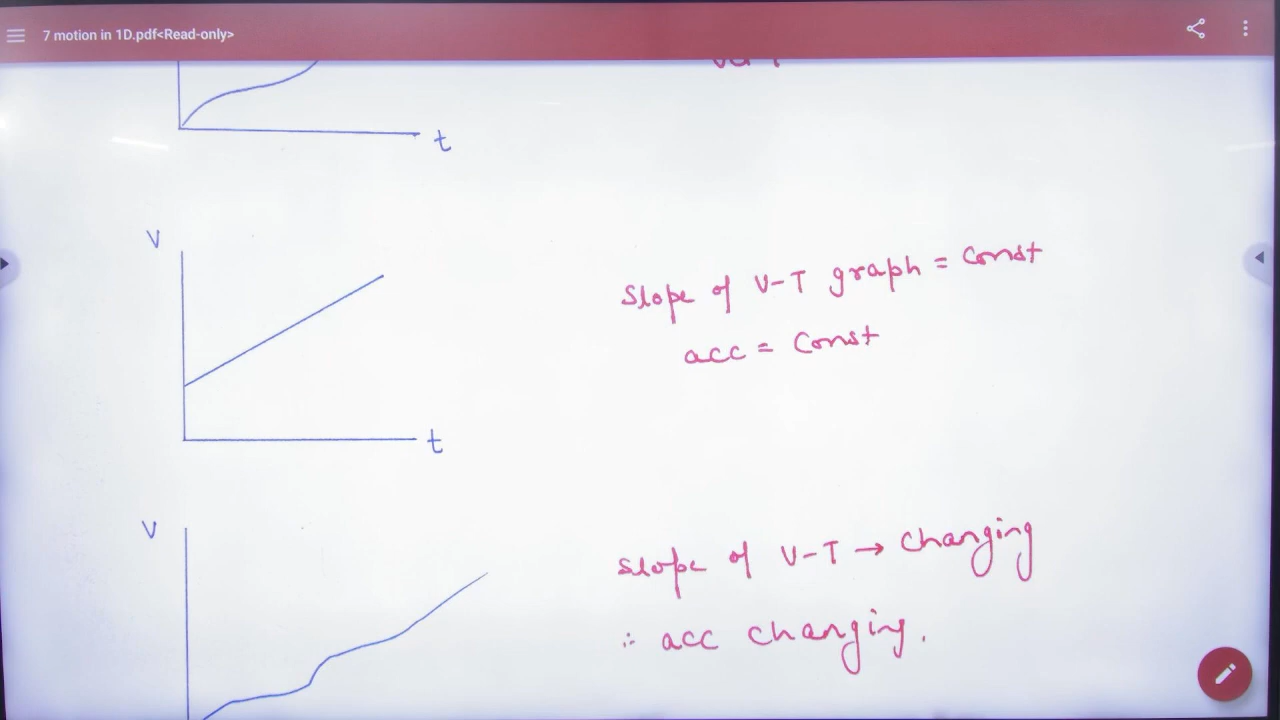 7 motion in 1D.pdf<Read-only>
t
V
Slope of V-T graph = Const
acc = Const
t
V
Slope of V-T → Changing
∴ acc changing.